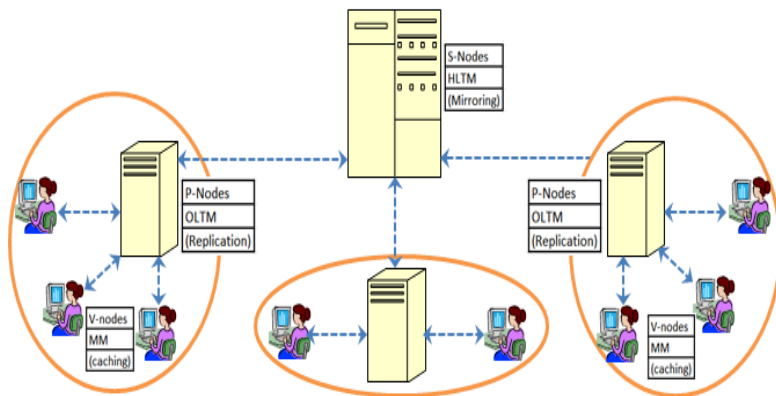 S-Nodes
HLTM
(Mirroring)
P-Nodes
OLTM
(Replication)
P-Nodes
OLTM
(Replication)
V-nodes
MM
(caching)
V-nodes
MM
(caching)